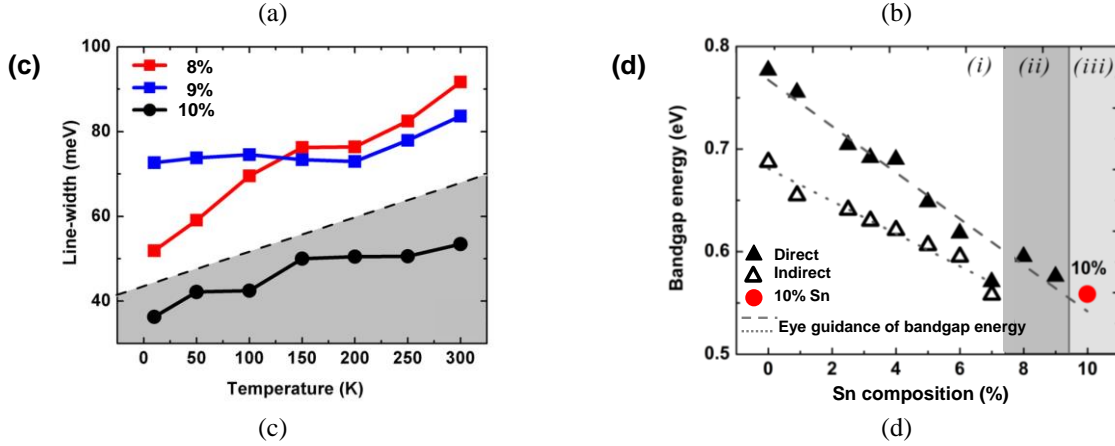 (a)
(b)
(c)
100
80
60
40
Line-width (meV)
8%
9%
10%
0
50
100
150
200
250
300
Temperature (K)
(d)
0.8
0.7
0.6
0.5
Bandgap energy (eV)
(i)
(ii)
(iii)
10%
Direct
Indirect
10% Sn
Eye guidance of bandgap energy
0
2
4
6
8
10
Sn composition (%)
(c)
(d)